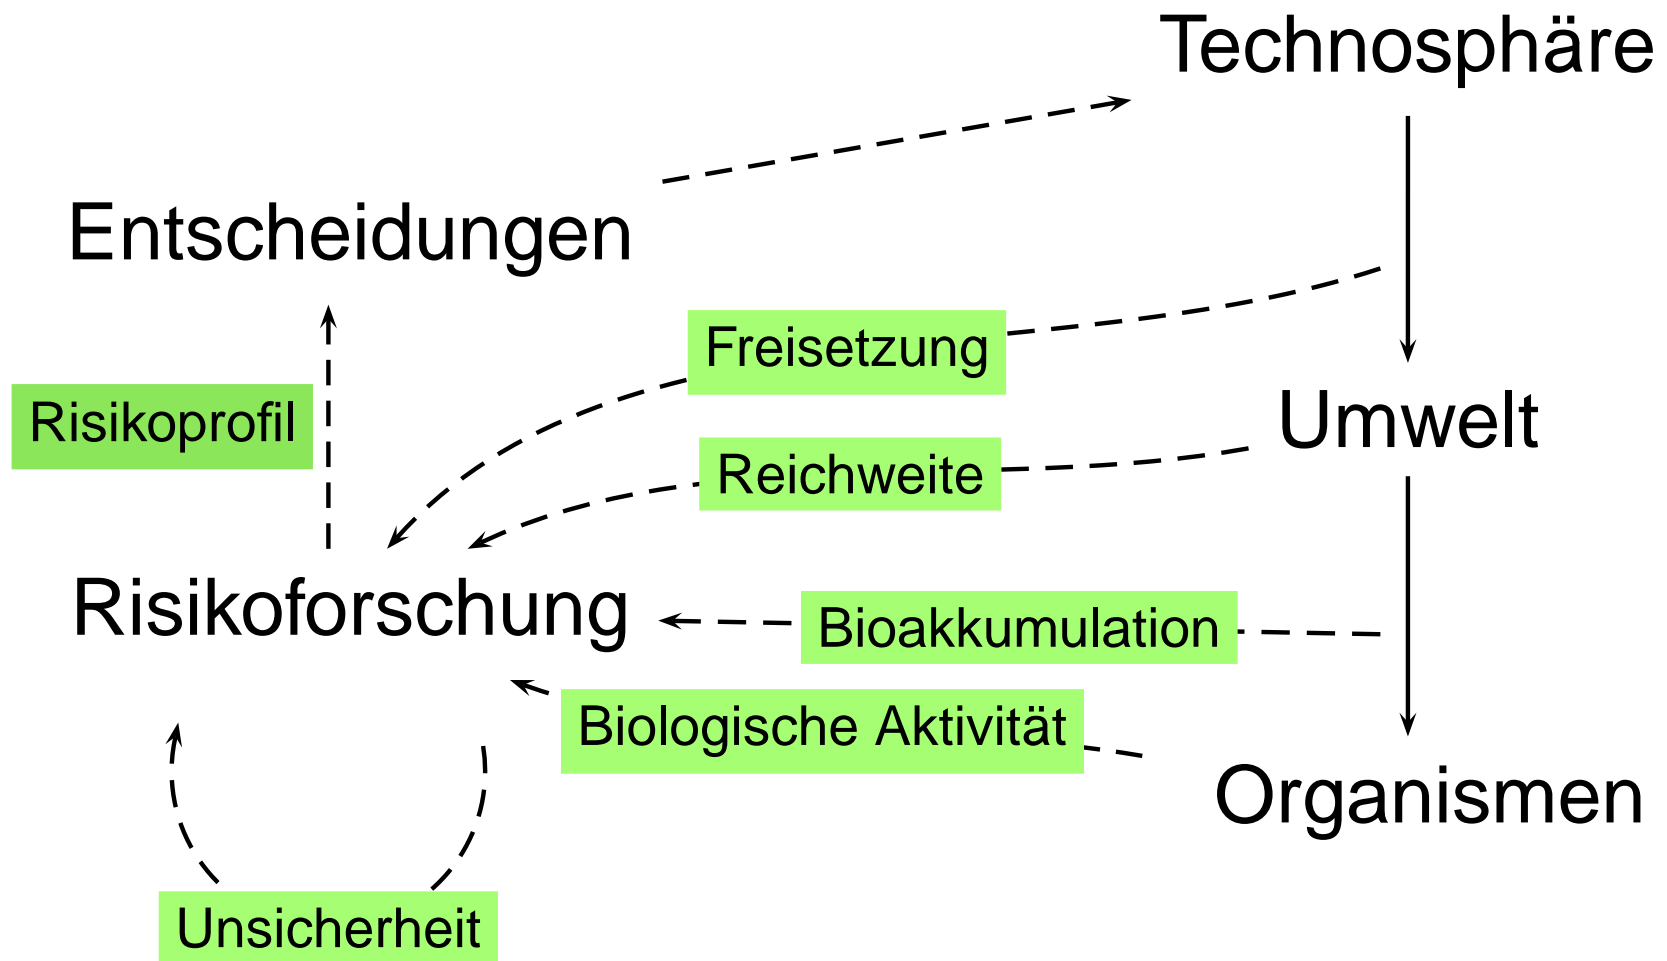 Technosphäre
Entscheidungen
Freisetzung
Risikoprofil
Umwelt
Reichweite
Risikoforschung
Bioakkumulation
Biologische Aktivität
Organismen
Unsicherheit